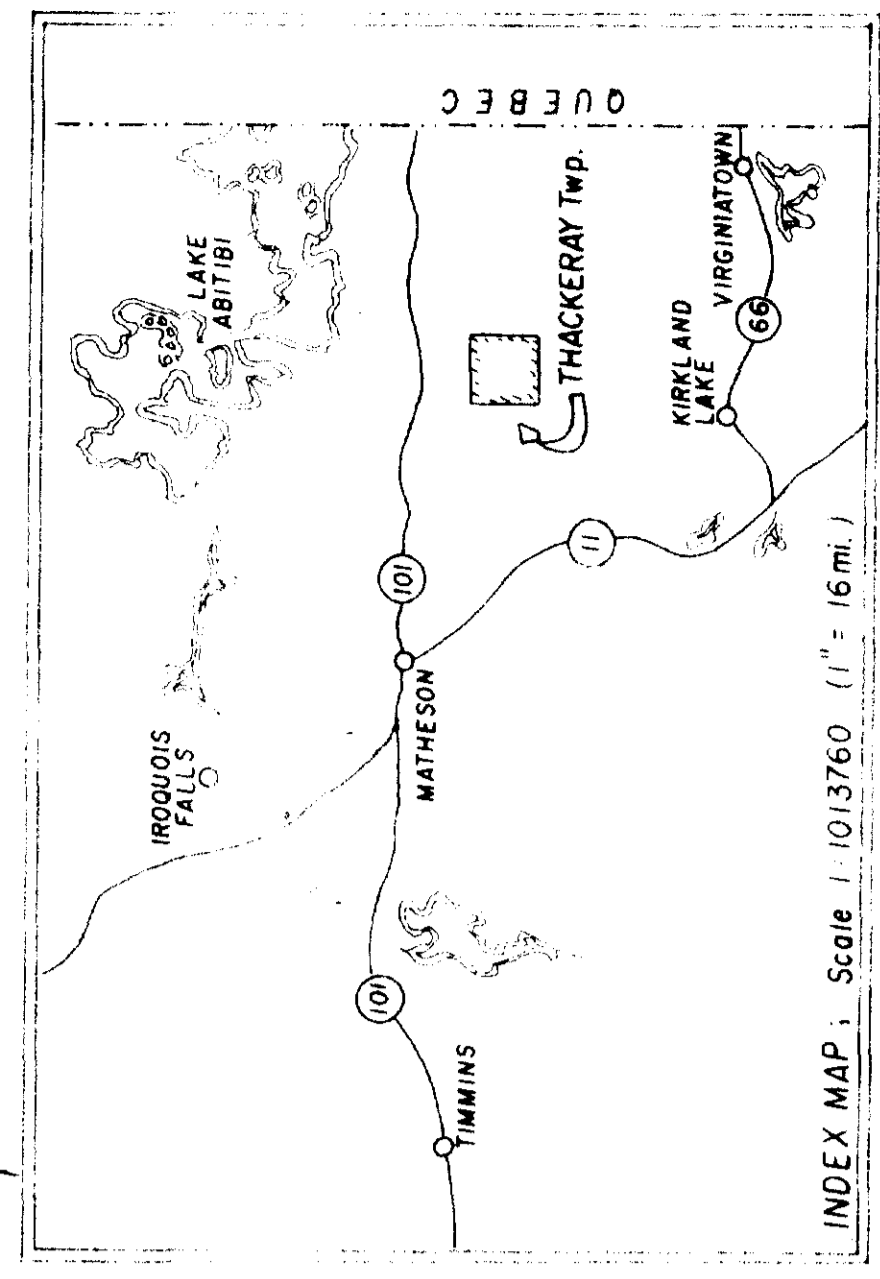 QUEBEC
LAKE
ABITIBI
IROQUOIS
FALLS
101
MATHESON
101
TIMMINS
THACKERAY Twp.
11
KIRKLAND
LAKE
VIRGINIATOWN
66
INDEX MAP; Scale 1:1013760 (1" = 16 mi.)